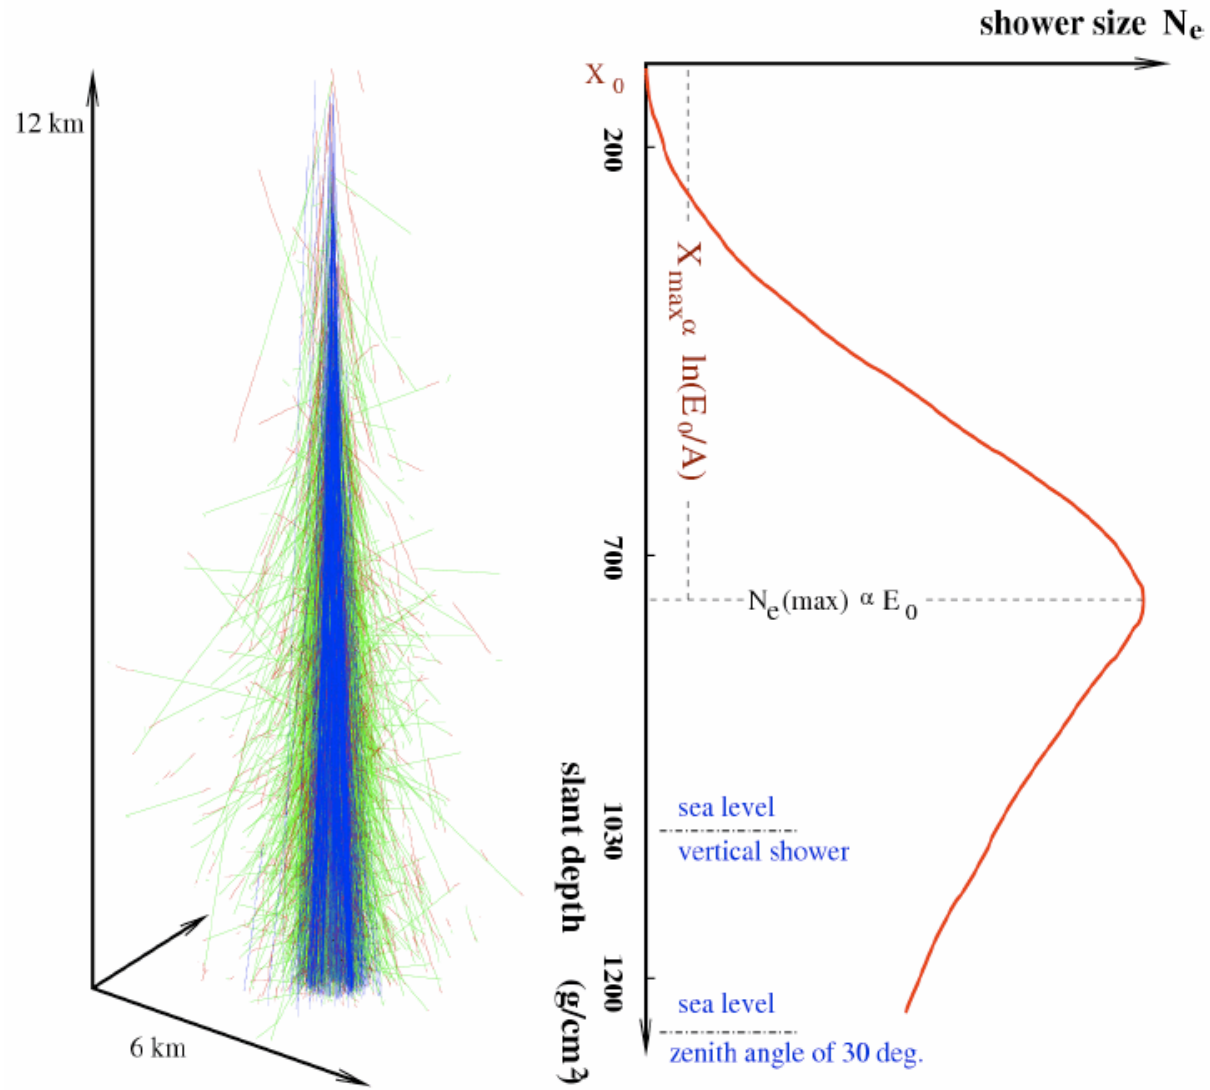 shower size Ne
X0
12 km
200
Xmax α ln(E0/A)
700
Ne(max) α E0
slant depth (g/cm²)
sea level
1030
vertical shower
1200
sea level
zenith angle of 30 deg.
6 km